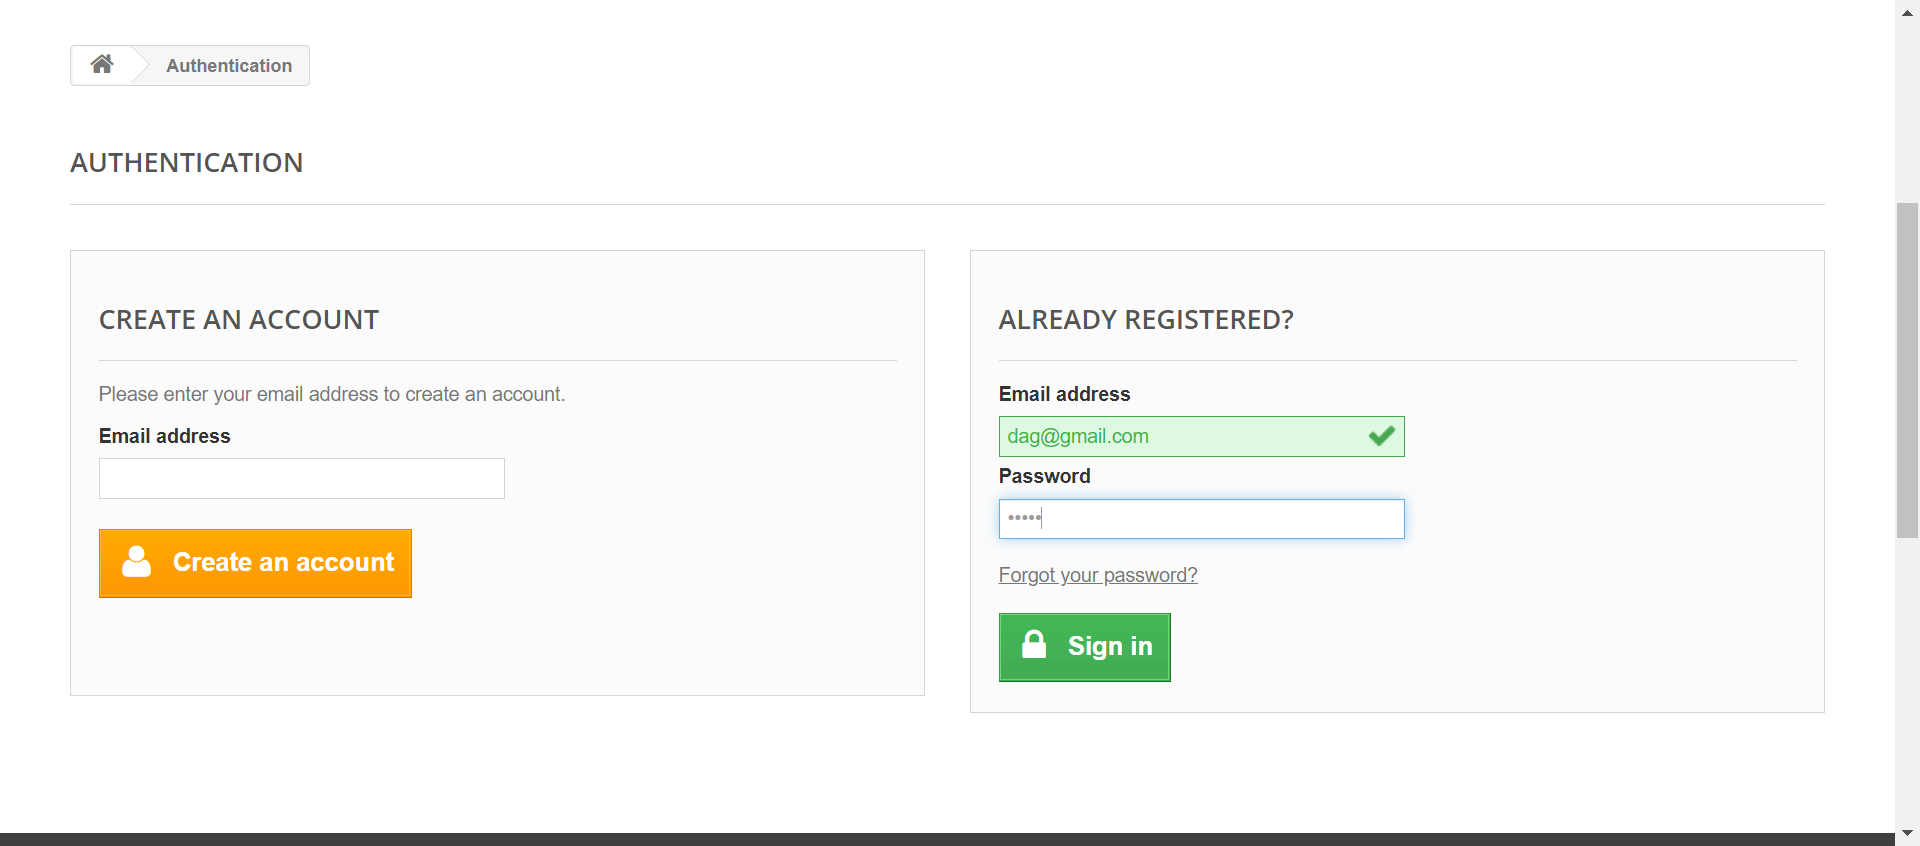 Authentication
AUTHENTICATION
CREATE AN ACCOUNT
Please enter your email address to create an account.
Email address
Create an account
ALREADY REGISTERED?
Email address
dag@gmail.com
Password
•••••
Forgot your password?
Sign in